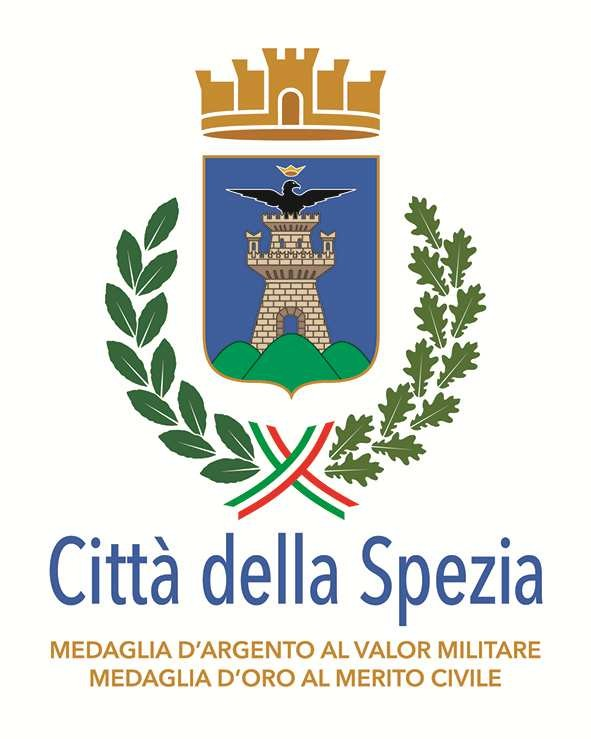 Città della Spezia
MEDAGLIA D'ARGENTO AL VALOR MILITARE
MEDAGLIA D'ORO AL MERITO CIVILE